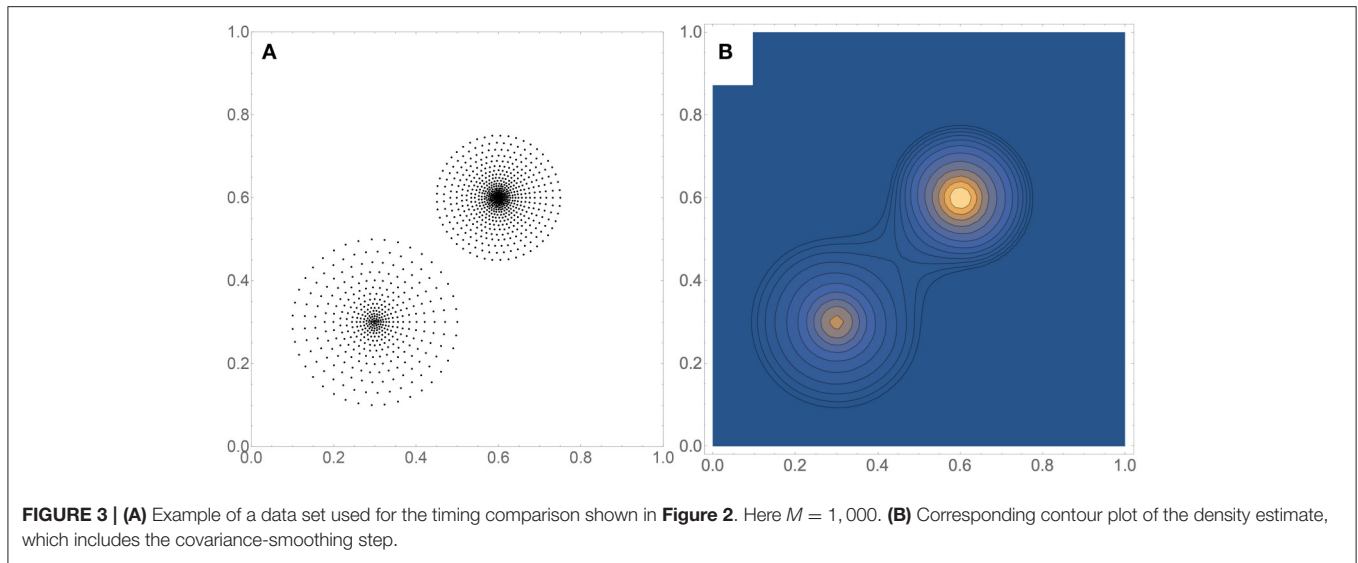 A
1.0
0.8
0.6
0.4
0.2
0.0
0.0 0.2 0.4 0.6 0.8 1.0
B
1.0
0.8
0.6
0.4
0.2
0.0
0.0 0.2 0.4 0.6 0.8 1.0
FIGURE 3 | (A) Example of a data set used for the timing comparison shown in Figure 2. Here M = 1, 000. (B) Corresponding contour plot of the density estimate,
which includes the covariance-smoothing step.